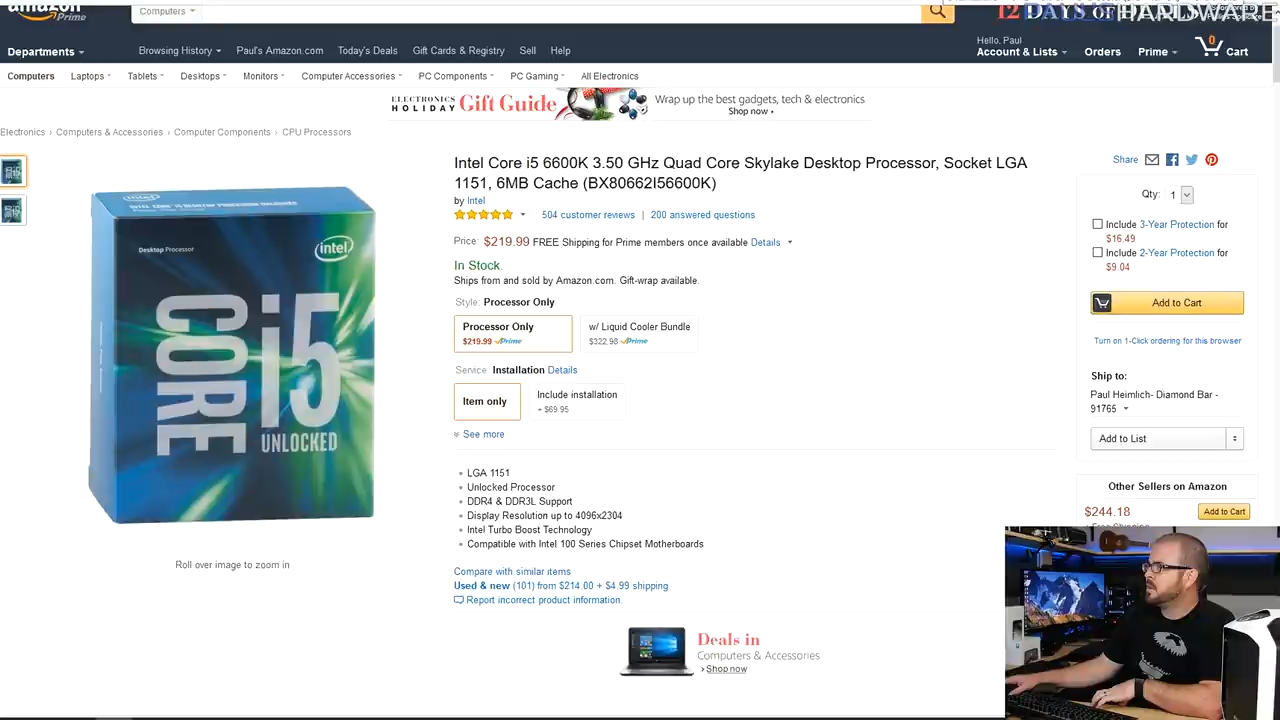 amazon
Prime
Computers
12 DAYS OF HARDWARE
Departments
Browsing History Paul's Amazon.com Today's Deals Gift Cards & Registry Sell Help
Hello, Paul
Account & Lists Orders Prime 0 Cart
Computers Laptops Tablets Desktops Monitors Computer Accessories PC Components PC Gaming All Electronics
ELECTRONICS
HOLIDAY Gift Guide
Wrap up the best gadgets, tech & electronics
Shop now
Electronics › Computers & Accessories › Computer Components › CPU Processors
Intel Core i5 6600K 3.50 GHz Quad Core Skylake Desktop Processor, Socket LGA
1151, 6MB Cache (BX80662I56600K)
by Intel
504 customer reviews | 200 answered questions
Price: $219.99 FREE Shipping for Prime members once available Details
In Stock.
Ships from and sold by Amazon.com. Gift-wrap available.
Style: Processor Only
Processor Only
$219.99 Prime
w/ Liquid Cooler Bundle
$322.98 Prime
Service: Installation Details
Item only
Include installation
+ $69.95
See more
• LGA 1151
• Unlocked Processor
• DDR4 & DDR3L Support
• Display Resolution up to 4096x2304
• Intel Turbo Boost Technology
• Compatible with Intel 100 Series Chipset Motherboards
Compare with similar items
Used & new (101) from $214.00 + $4.99 shipping
Report incorrect product information.
Deals in
Computers & Accessories
› Shop now
Desktop Processor
intel
CORE
i5
UNLOCKED
Roll over image to zoom in
Share
Qty: 1
Include 3-Year Protection for
$16.49
Include 2-Year Protection for
$9.04
Add to Cart
Turn on 1-Click ordering for this browser
Ship to:
Paul Heimlich- Diamond Bar -
91765
Add to List
Other Sellers on Amazon
$244.18
Add to Cart